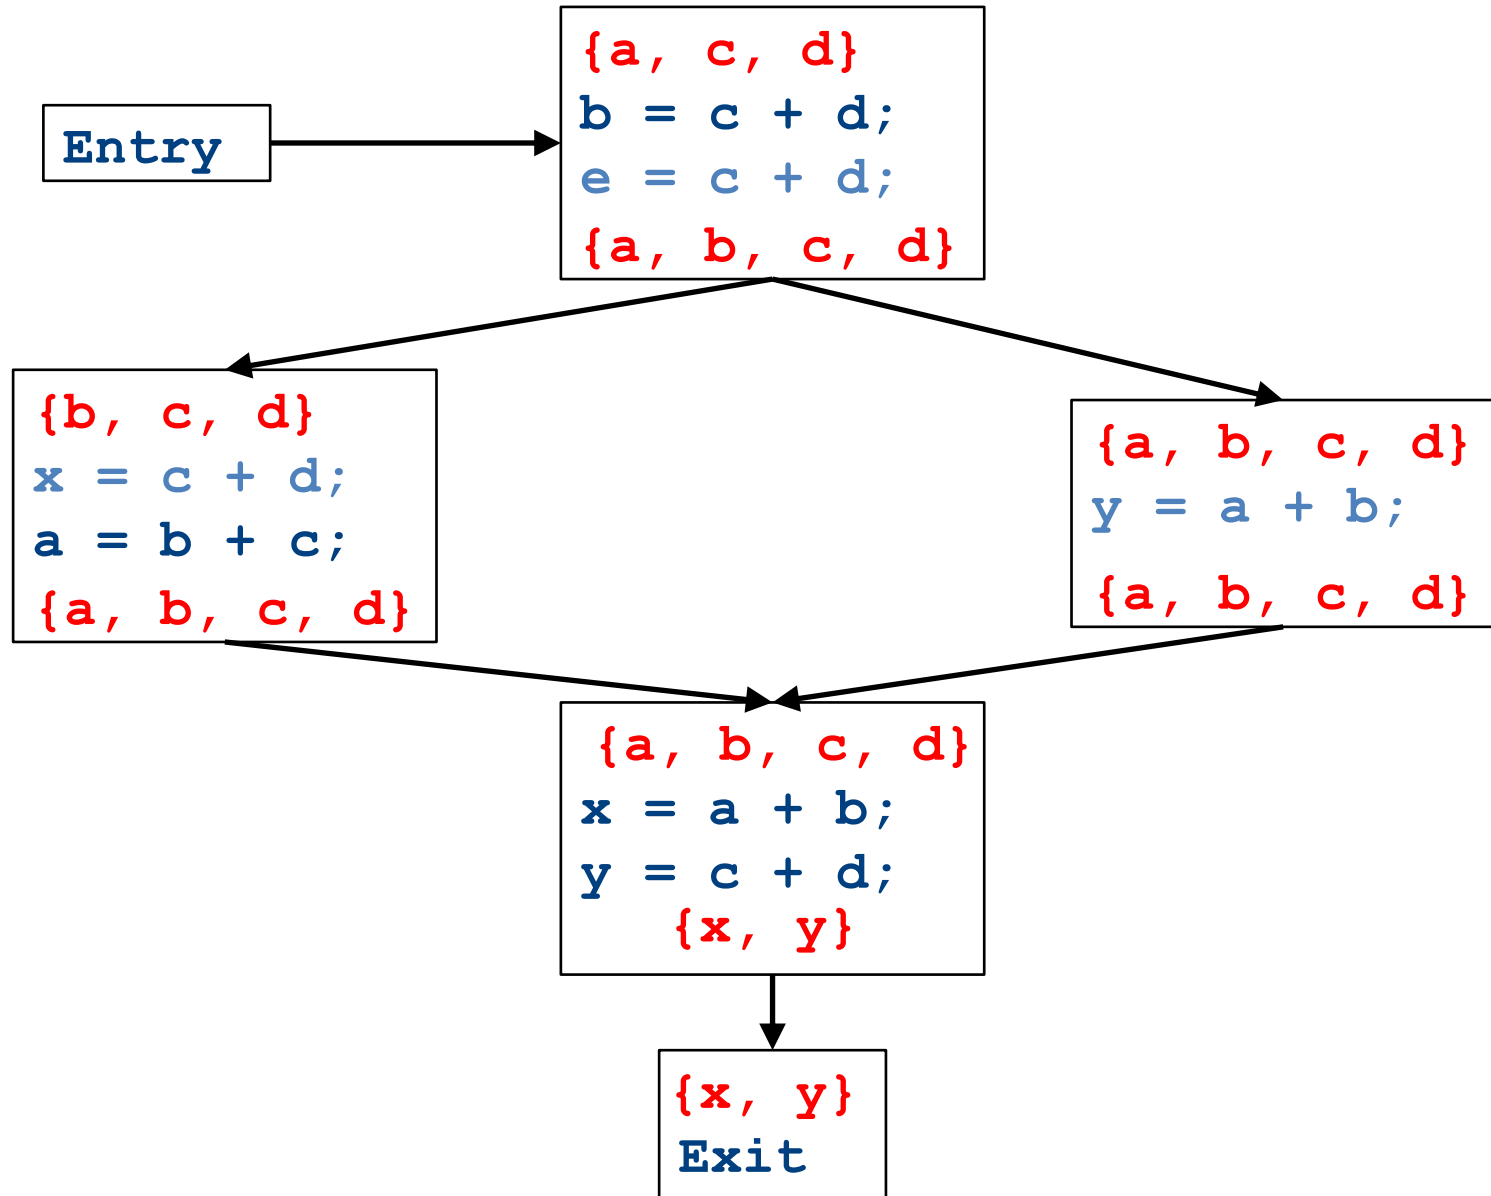 {a, c, d}
Entry
b = c + d;
e = c + d;
{a, b, c, d}
{b, c, d}
x = c + d;
a = b + c;
{a, b, c, d}
{a, b, c, d}
y = a + b;
{a, b, c, d}
{a, b, c, d}
x = a + b;
y = c + d;
{x, y}
{x, y}
Exit